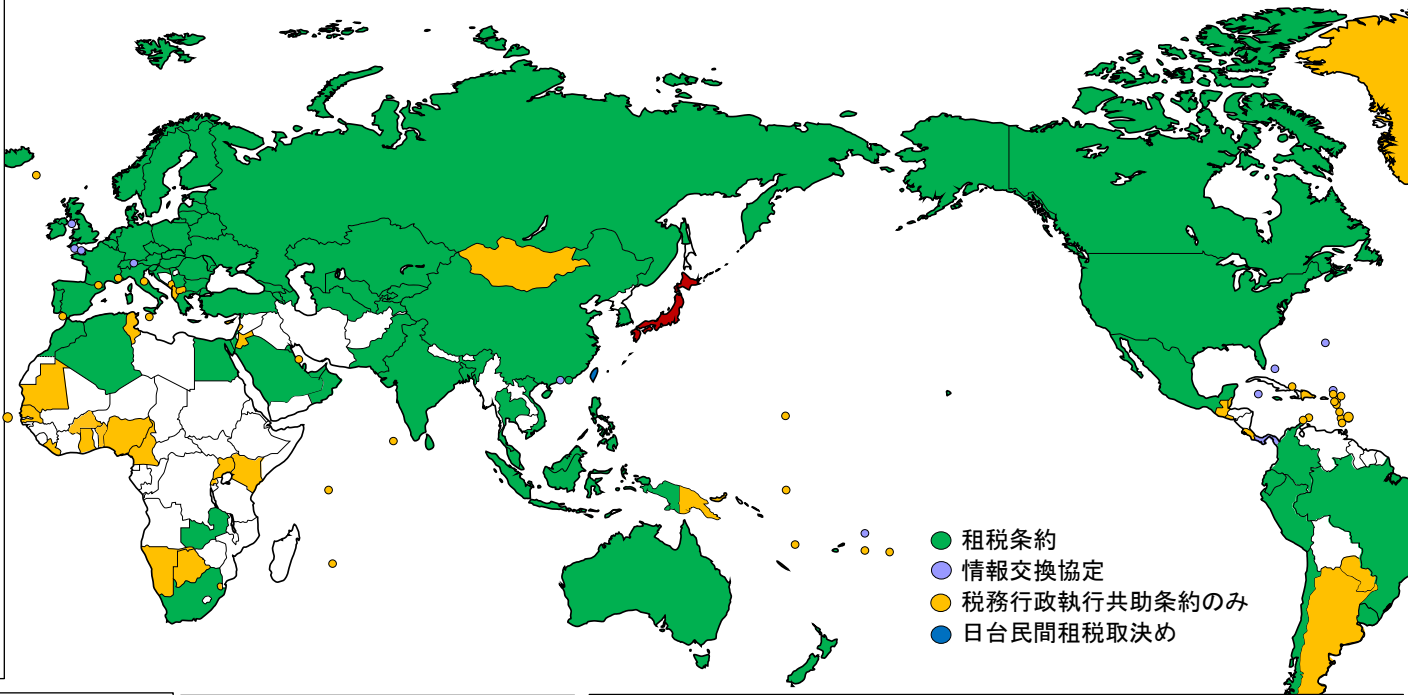 租税条約
情報交換協定
税務行政執行共助条約のみ
日台民間租税取決め